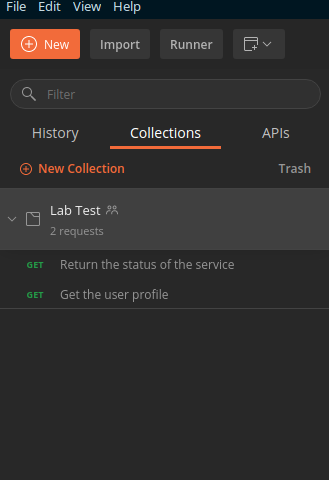 File Edit View Help
New Import Runner
Filter
History Collections APIs
New Collection Trash
Lab Test
2 requests
GET Return the status of the service
GET Get the user profile